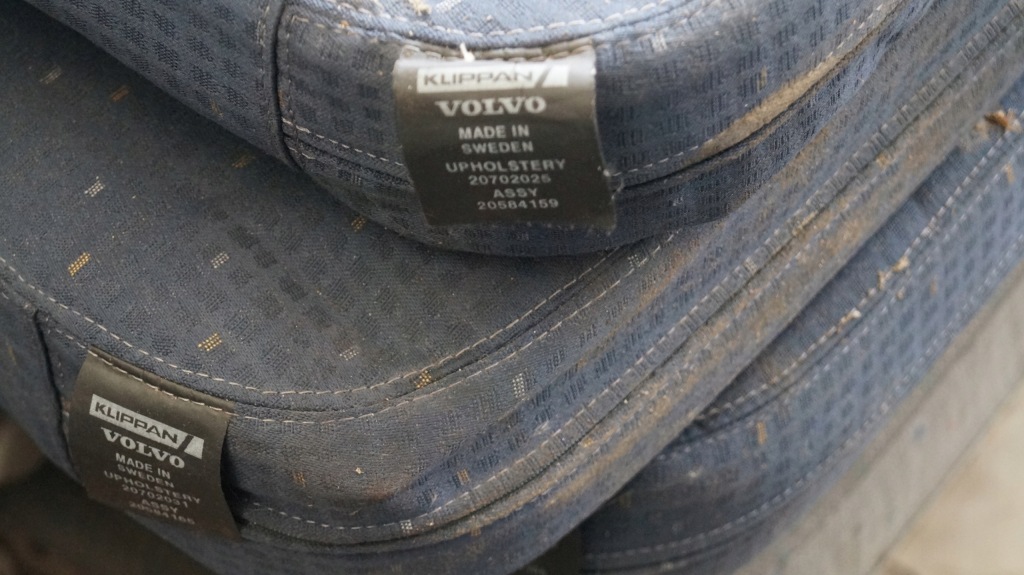 KLIPPAN
VOLVO
MADE IN
SWEDEN
UPHOLSTERY
20702025
ASSY
20584159
KLIPPAN
VOLVO
MADE IN
SWEDEN
UPHOLSTERY
ASSY